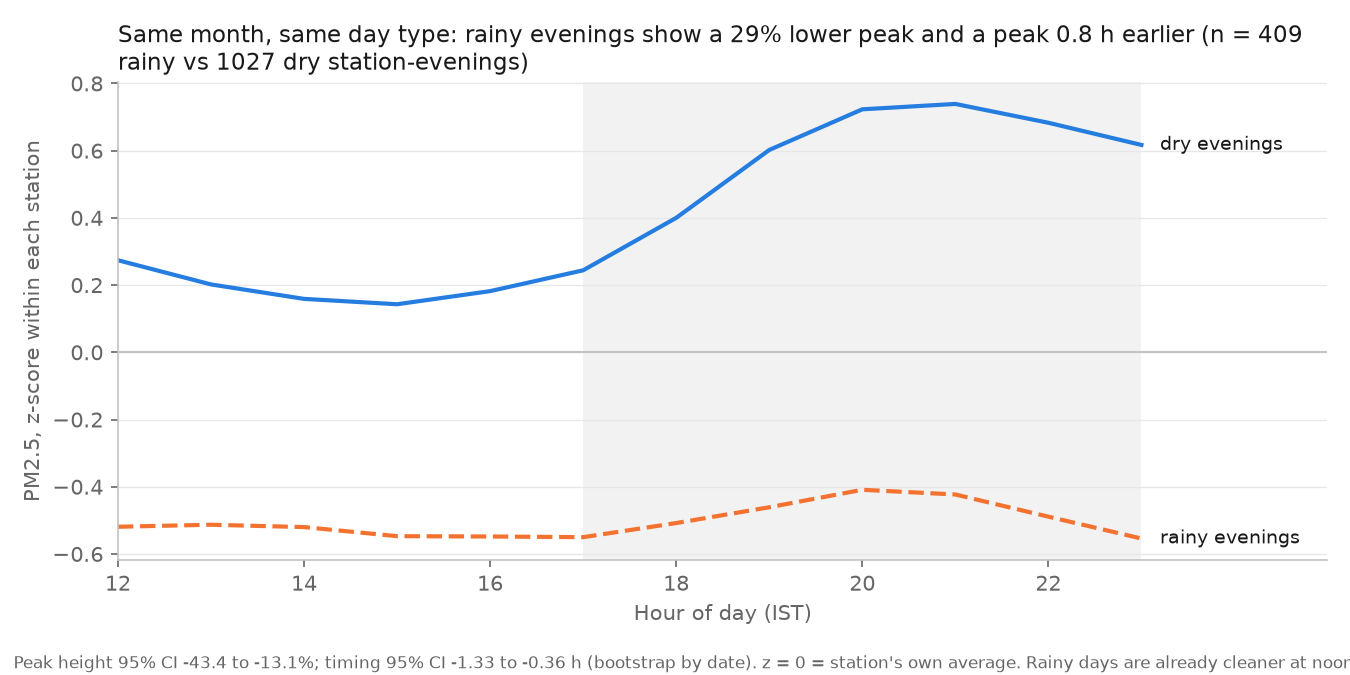 Same month, same day type: rainy evenings show a 29% lower peak and a peak 0.8 h earlier (n = 409
rainy vs 1027 dry station-evenings)
0.8
0.6
0.4
0.2
0.0
−0.2
−0.4
−0.6
PM2.5, z-score within each station
dry evenings
rainy evenings
12
14
16
18
20
22
Hour of day (IST)
Peak height 95% CI -43.4 to -13.1%; timing 95% CI -1.33 to -0.36 h (bootstrap by date). z = 0 = station's own average. Rainy days are already cleaner at